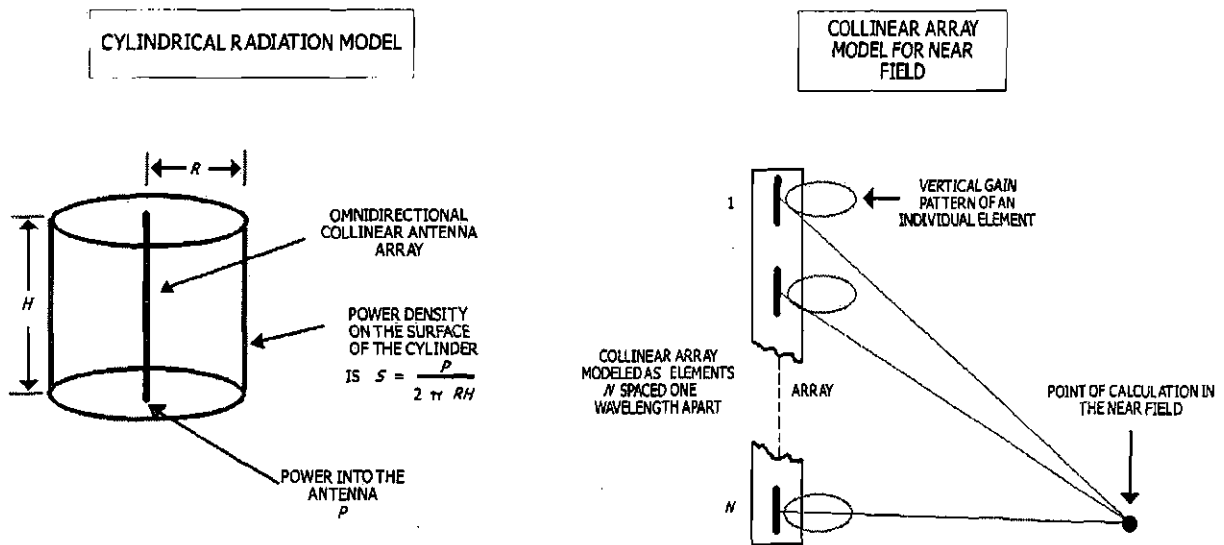 CYLINDRICAL RADIATION MODEL
R
H
OMNIDIRECTIONAL
COLLINEAR ANTENNA
ARRAY
POWER DENSITY
ON THE SURFACE
OF THE CYLINDER
IS S = P / 2 π RH
POWER INTO THE
ANTENNA
P
COLLINEAR ARRAY
MODEL FOR NEAR
FIELD
1
VERTICAL GAIN
PATTERN OF AN
INDIVIDUAL ELEMENT
COLLINEAR ARRAY
MODELED AS ELEMENTS
N SPACED ONE
WAVELENGTH APART
ARRAY
POINT OF CALCULATION IN
THE NEAR FIELD
N